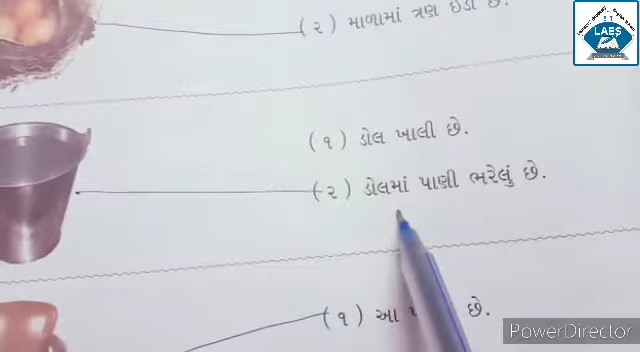 (૨) માળામાં ત્રણ ઇંડાં છે.
LAES
(૧) ડોલ ખાલી છે.
(૨) ડોલમાં પાણી ભરેલું છે.
(૧) આ છે.
PowerDirector